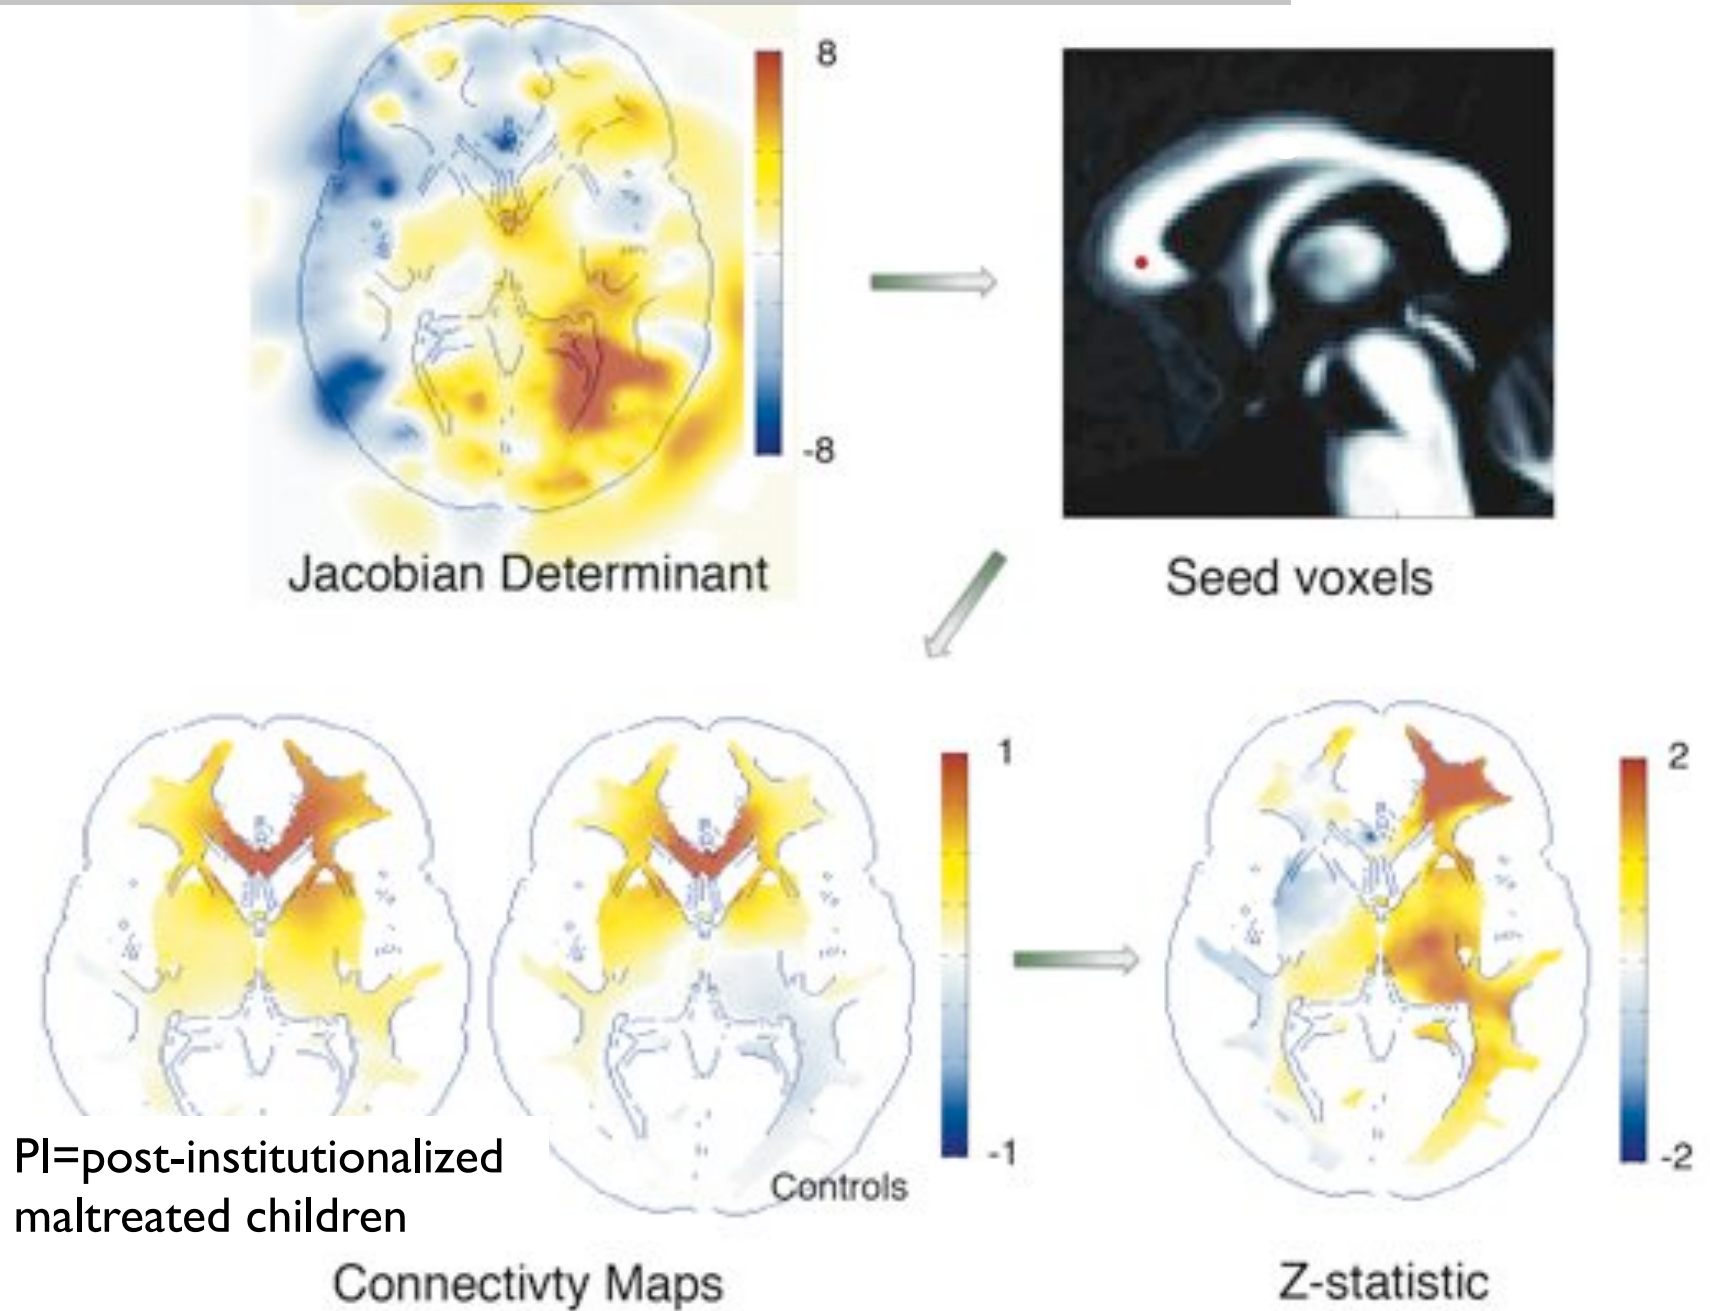 8
-8
Jacobian Determinant
Seed voxels
1
-1
2
-2
PI=post-institutionalized
maltreated children
Controls
Connectivty Maps
Z-statistic